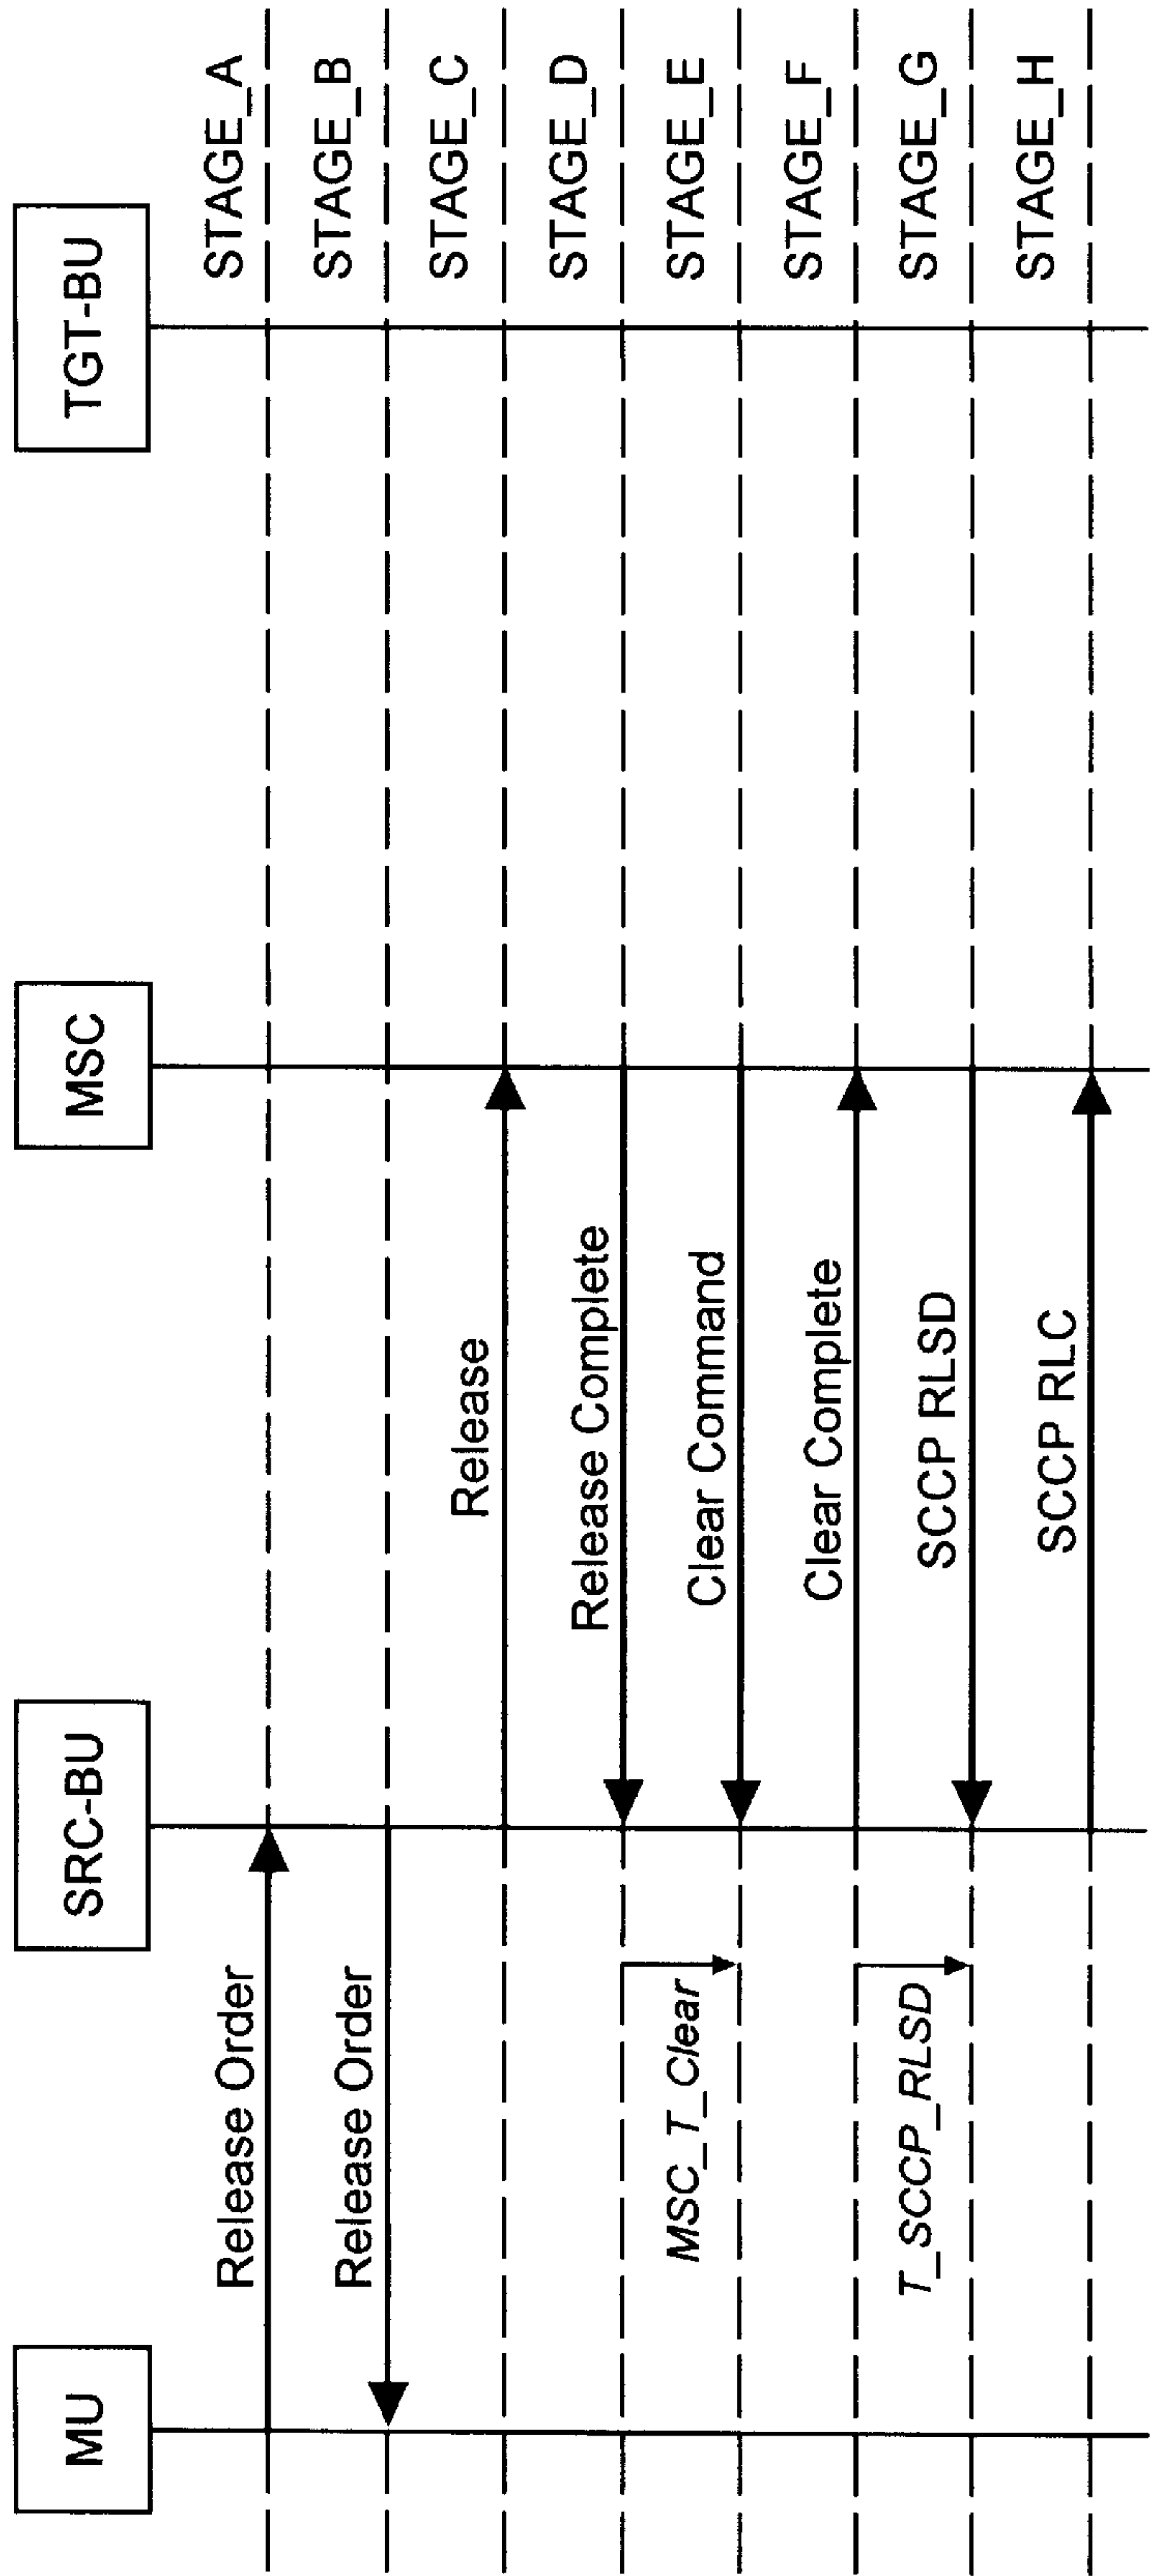 MU
SRC-BU
MSC
TGT-BU
Release Order
STAGE_A
Release Order
STAGE_B
Release
STAGE_C
Release Complete
STAGE_D
MSC_T_Clear
Clear Command
STAGE_E
Clear Complete
STAGE_F
T_SCCP_RLSD
SCCP RLSD
STAGE_G
SCCP RLC
STAGE_H